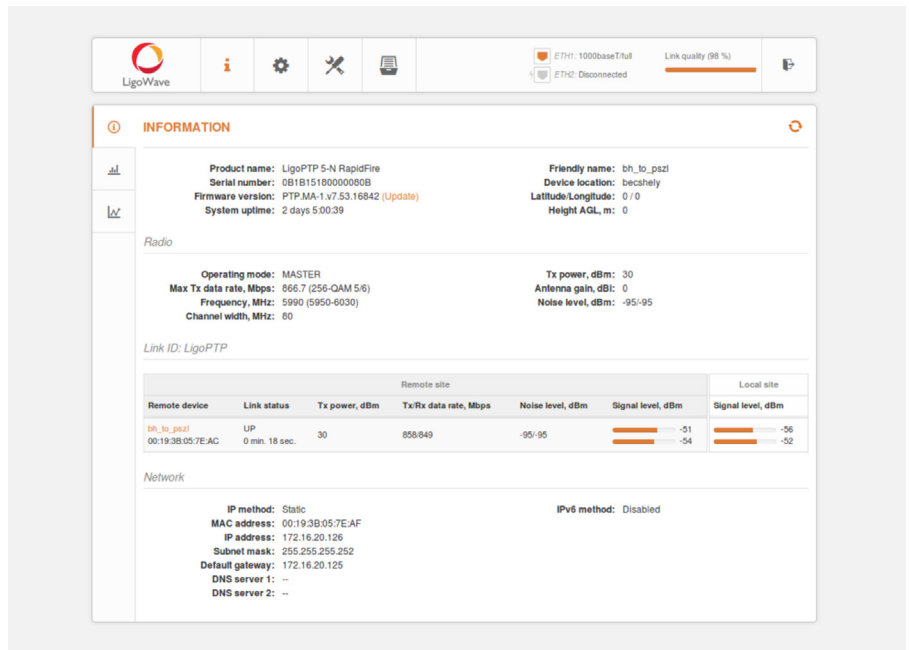 LigoWave
ETH1: 1000baseT/full
Link quality (98 %)
ETH2: Disconnected
INFORMATION
Product name: LigoPTP 5-N RapidFire
Friendly name: bh_to_pszl
Serial number: 0B1B15180000080B
Device location: becshely
Firmware version: PTP.MA-1.v7.53.16842 (Update)
Latitude/Longitude: 0 / 0
System uptime: 2 days 5:00:39
Height AGL, m: 0
Radio
Operating mode: MASTER
Tx power, dBm: 30
Max Tx data rate, Mbps: 866.7 (256-QAM 5/6)
Antenna gain, dBi: 0
Frequency, MHz: 5990 (5950-6030)
Noise level, dBm: -95/-95
Channel width, MHz: 80
Link ID: LigoPTP
Remote site Local site
Remote device Link status Tx power, dBm Tx/Rx data rate, Mbps Noise level, dBm Signal level, dBm Signal level, dBm
bh_to_pszl UP 30 858/849 -95/-95 -51 -56
00:19:3B:05:7E:AC 0 min. 18 sec. -54 -52
Network
IP method: Static
IPv6 method: Disabled
MAC address: 00:19:3B:05:7E:AF
IP address: 172.16.20.126
Subnet mask: 255.255.255.252
Default gateway: 172.16.20.125
DNS server 1: --
DNS server 2: --